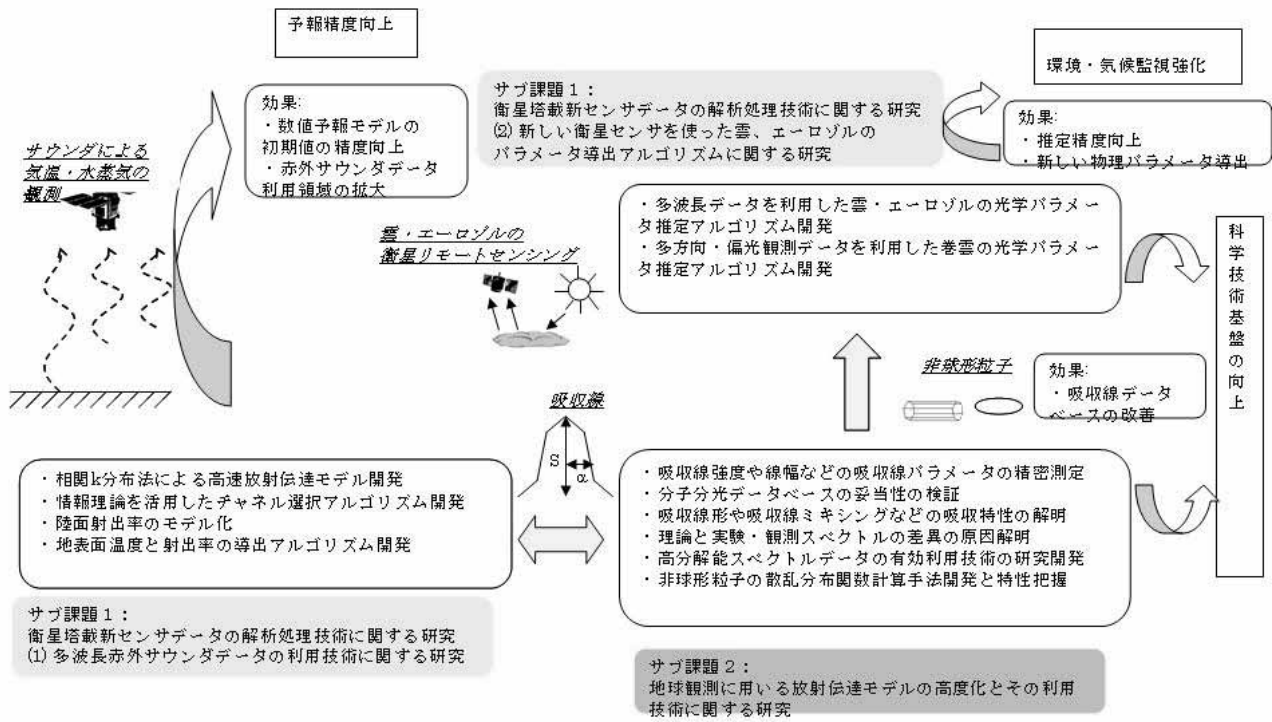 予報精度向上
環境・気候監視強化
効果:
・数値予報モデルの
初期値の精度向上
・赤外サウンダデータ
利用領域の拡大
サブ課題１：
衛星塔載新センサデータの解析処理技術に関する研究
(2) 新しい衛星センサを使った雲、エーロゾルの
パラメータ導出アルゴリズムに関する研究
効果:
・推定精度向上
・新しい物理パラメータ導出
サウンダによる
気温・水蒸気の
観測
雲・エーロゾルの
衛星リモートセンシング
・多波長データを利用した雲・エーロゾルの光学パラメー
タ推定アルゴリズム開発
・多方向・偏光観測データを利用した巻雲の光学パラメー
タ推定アルゴリズム開発
科学技術基盤の向上
非球形粒子
効果:
・吸収線データ
ベースの改善
吸収線
S
α
・相関k分布法による高速放射伝達モデル開発
・情報理論を活用したチャネル選択アルゴリズム開発
・陸面射出率のモデル化
・地表面温度と射出率の導出アルゴリズム開発
・吸収線強度や線幅などの吸収線パラメータの精密測定
・分子分光データベースの妥当性の検証
・吸収線形や吸収線ミキシングなどの吸収特性の解明
・理論と実験・観測スペクトルの差異の原因解明
・高分解能スペクトルデータの有効利用技術の研究開発
・非球形粒子の散乱分布関数計算手法開発と特性把握
サブ課題１：
衛星塔載新センサデータの解析処理技術に関する研究
(1) 多波長赤外サウンダデータの利用技術に関する研究
サブ課題２：
地球観測に用いる放射伝達モデルの高度化とその利用
技術に関する研究